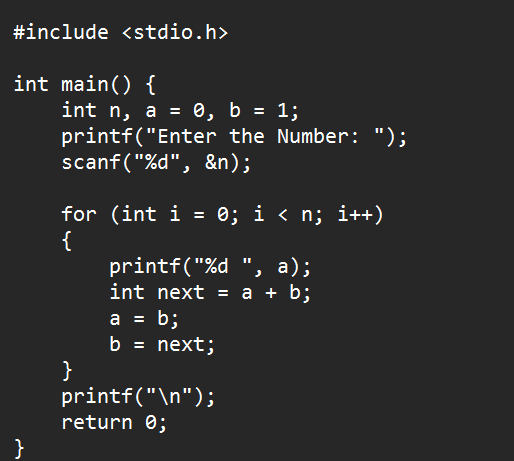 #include <stdio.h>

int main() {
    int n, a = 0, b = 1;
    printf("Enter the Number: ");
    scanf("%d", &n);

    for (int i = 0; i < n; i++)
    {
        printf("%d ", a);
        int next = a + b;
        a = b;
        b = next;
    }
    printf("\n");
    return 0;
}